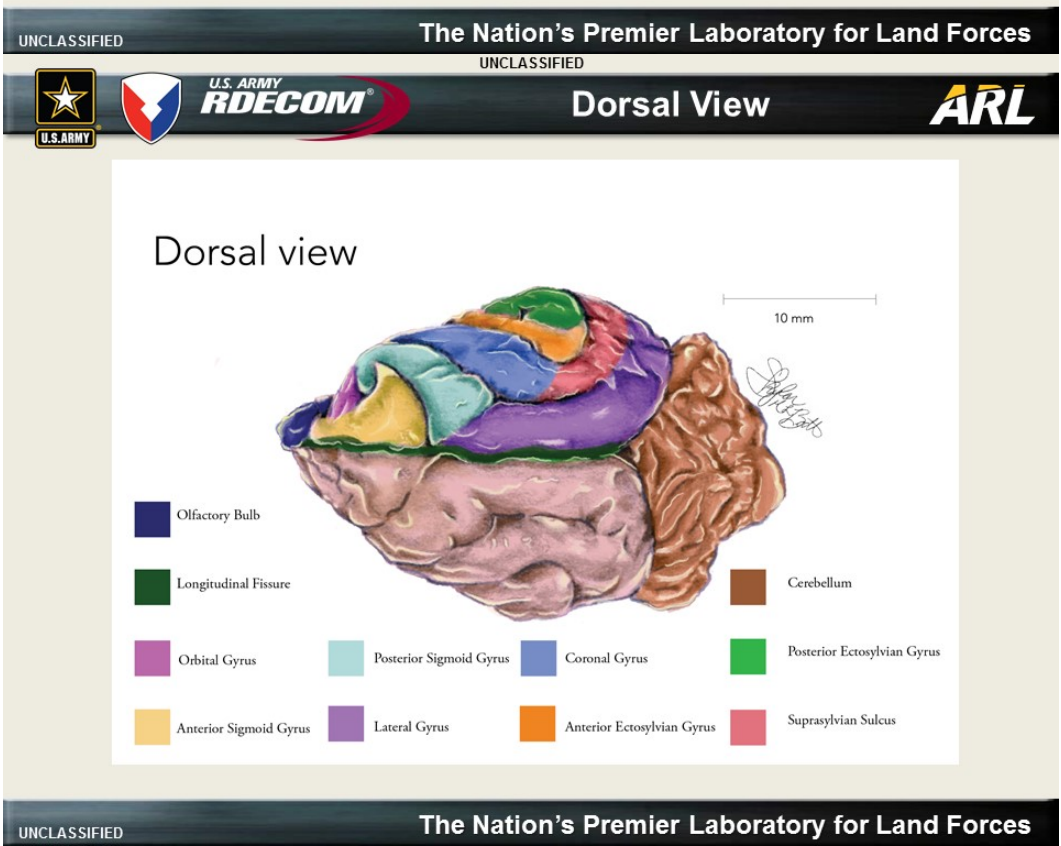 The Nation's Premier Laboratory for Land Forces
UNCLASSIFIED
UNCLASSIFIED
U.S. ARMY
RDECOM®
Dorsal View
ARL
U.S.ARMY
Dorsal view
10 mm
Olfactory Bulb
Longitudinal Fissure
Cerebellum
Orbital Gyrus
Posterior Sigmoid Gyrus
Coronal Gyrus
Posterior Ectosylvian Gyrus
Anterior Sigmoid Gyrus
Lateral Gyrus
Anterior Ectosylvian Gyrus
Suprasylvian Sulcus
UNCLASSIFIED
The Nation's Premier Laboratory for Land Forces